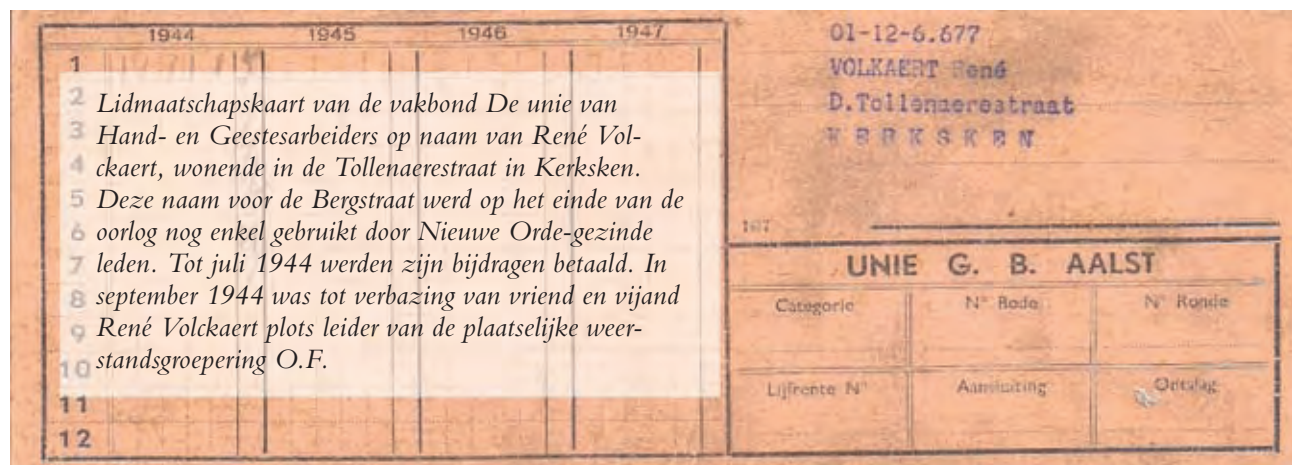 1944 1945 1946 1947
1
2
3
4
5
6
7
8
9
10
11
12
Lidmaatschapskaart van de vakbond De unie van
Hand- en Geestesarbeiders op naam van René Vol-
ckaert, wonende in de Tollenaerestraat in Kerksken.
Deze naam voor de Bergstraat werd op het einde van de
oorlog nog enkel gebruikt door Nieuwe Orde-gezinde
leden. Tot juli 1944 werden zijn bijdragen betaald. In
september 1944 was tot verbazing van vriend en vijand
René Volckaert plots leider van de plaatselijke weer-
standsgroepering O.F.
01-12-6.677
VOLKAERT René
D.Tollenaerestraat
KERKSKEN
UNIE G. B. AALST
Categorie N° Bode N° Ronde
Lijfrente N° Aansluiting Ontslag